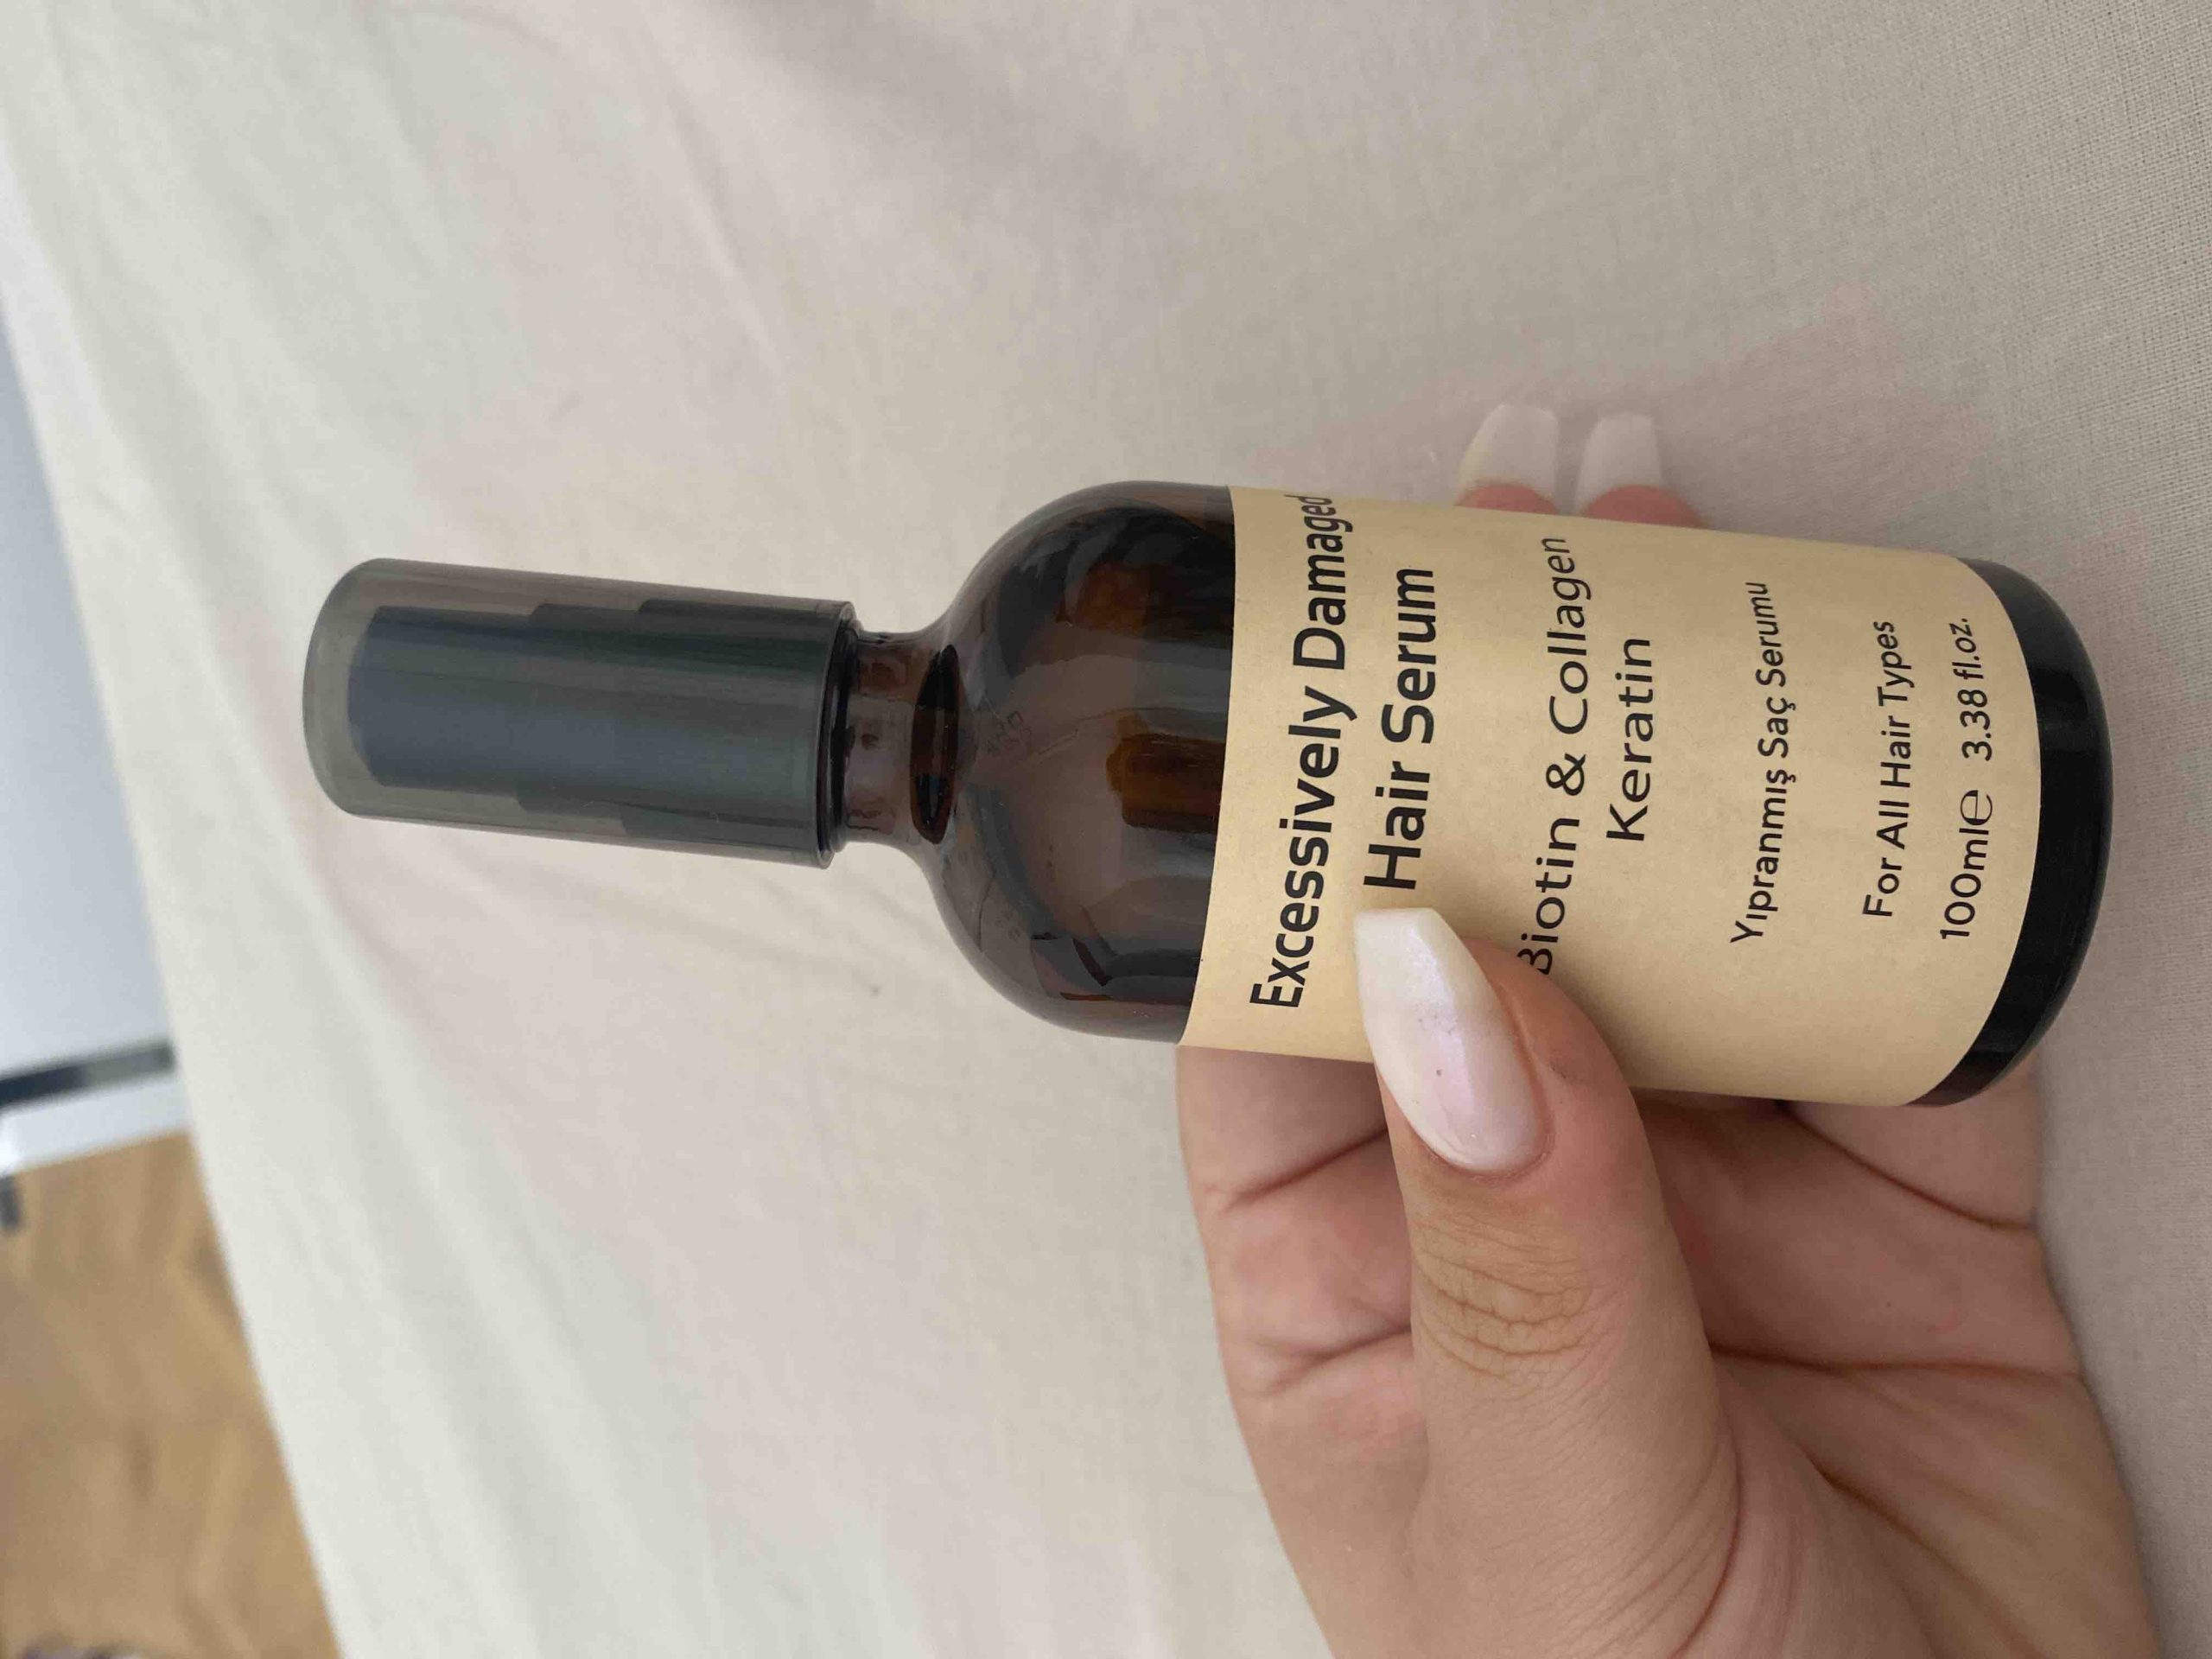 Excessively Damaged
Hair Serum
Biotin & Collagen
Keratin
Yıpranmış Saç Serumu
For All Hair Types
100ml℮ 3.38 fl.oz.